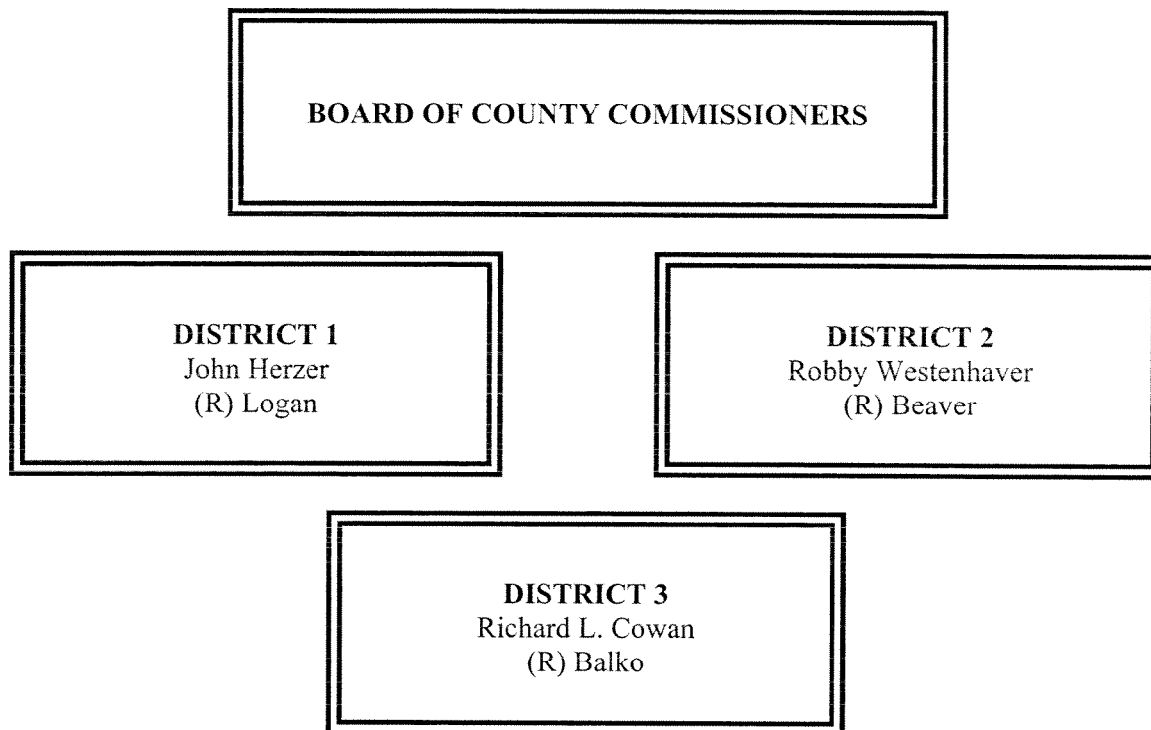 BOARD OF COUNTY COMMISSIONERS
DISTRICT 1
John Herzer
(R) Logan
DISTRICT 2
Robby Westenhaver
(R) Beaver
DISTRICT 3
Richard L. Cowan
(R) Balko